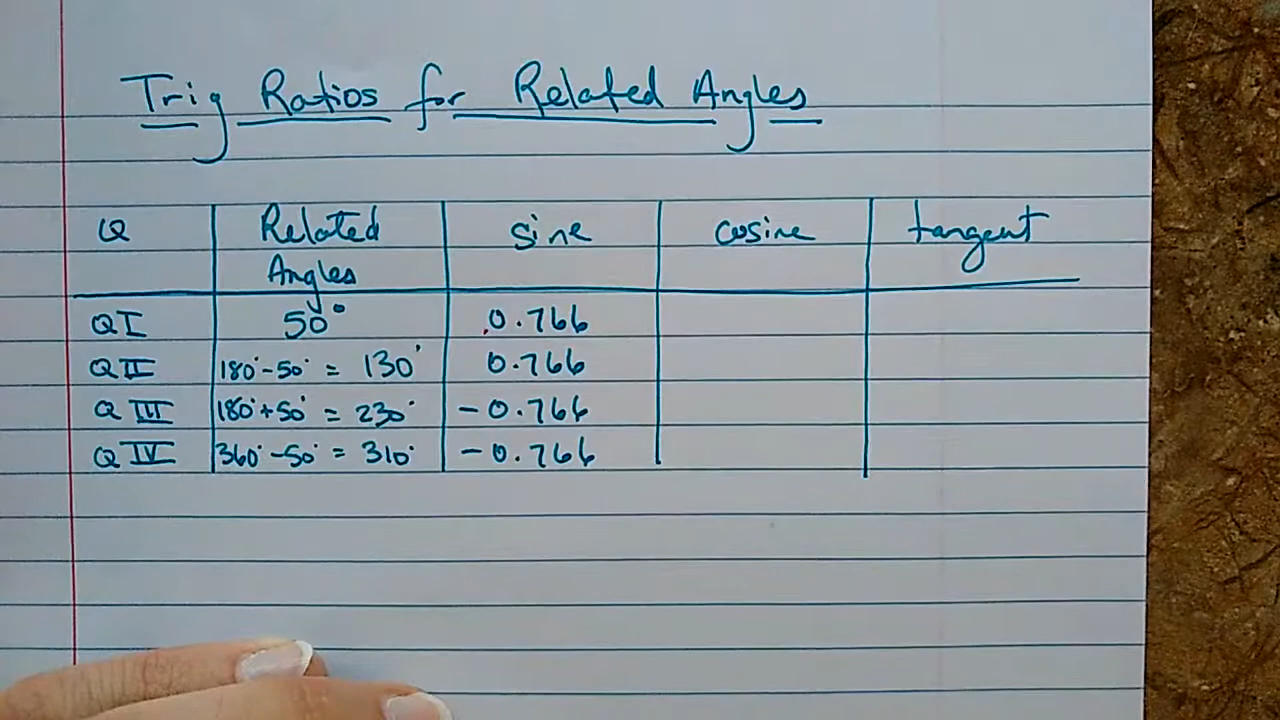 Trig Ratios for Related Angles
Q Related Angles sine cosine tangent
QI 50° 0.766
QII 180°-50° = 130° 0.766
QIII 180°+50° = 230° -0.766
QIV 360°-50° = 310° -0.766